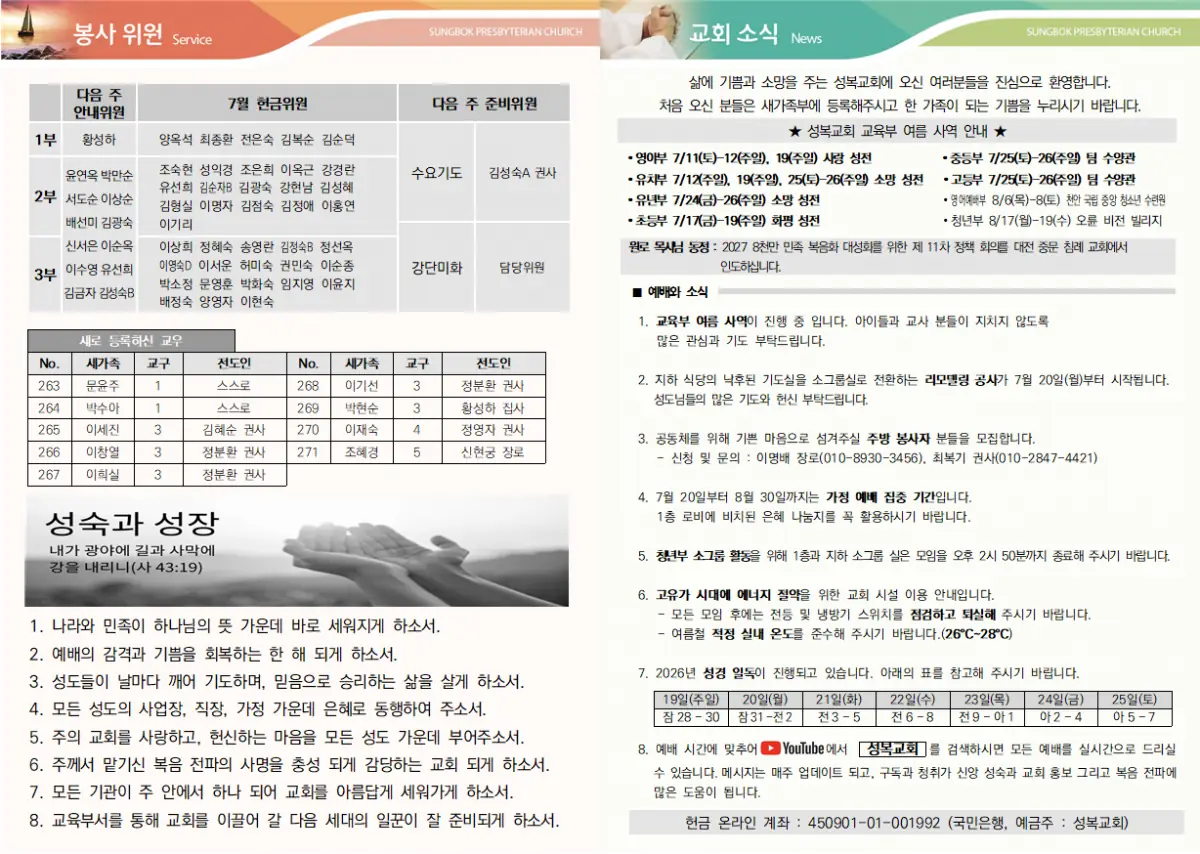 봉사 위원 Service
SUNGBOK PRESBYTERIAN CHURCH
다음 주
안내위원
7월 헌금위원
다음 주 준비위원
1부 황성하 양옥석 최종환 전은숙 김복순 김순덕
2부
윤연옥 박만순
서도순 이상순
배선미 김광숙
조숙현 성익경 조은희 이옥근 강경란
유선희 김순자B 김광숙 강현남 김성혜
김형실 이명자 김점숙 김정애 이홍연
이기리
3부
신서은 이순옥
이수영 유선희
김금자 김성숙B
이상희 정혜숙 송영란 김정숙B 정선옥
이영숙D 이서운 허미숙 권민숙 이순종
박소정 문영훈 박화숙 임지영 이윤지
배정숙 양영자 이현숙
수요기도 김성숙A 권사
강단미화 담당위원
새로 등록하신 교우
No. 새가족 교구 전도인 No. 새가족 교구 전도인
263 문윤주 1 스스로 268 이기선 3 정분환 권사
264 박수아 1 스스로 269 박현순 3 황성하 집사
265 이세진 3 김혜순 권사 270 이재숙 4 정영자 권사
266 이창열 3 정분환 권사 271 조혜경 5 신현궁 장로
267 이희실 3 정분환 권사
성숙과 성장
내가 광야에 길과 사막에
강을 내리니(사 43:19)
1. 나라와 민족이 하나님의 뜻 가운데 바로 세워지게 하소서.
2. 예배의 감격과 기쁨을 회복하는 한 해 되게 하소서.
3. 성도들이 날마다 깨어 기도하며, 믿음으로 승리하는 삶을 살게 하소서.
4. 모든 성도의 사업장, 직장, 가정 가운데 은혜로 동행하여 주소서.
5. 주의 교회를 사랑하고, 헌신하는 마음을 모든 성도 가운데 부어주소서.
6. 주께서 맡기신 복음 전파의 사명을 충성 되게 감당하는 교회 되게 하소서.
7. 모든 기관이 주 안에서 하나 되어 교회를 아름답게 세워가게 하소서.
8. 교육부서를 통해 교회를 이끌어 갈 다음 세대의 일꾼이 잘 준비되게 하소서.
교회 소식 News
SUNGBOK PRESBYTERIAN CHURCH
삶에 기쁨과 소망을 주는 성복교회에 오신 여러분들을 진심으로 환영합니다.
처음 오신 분들은 새가족부에 등록해주시고 한 가족이 되는 기쁨을 누리시기 바랍니다.
★ 성복교회 교육부 여름 사역 안내 ★
•영아부 7/11(토)-12(주일), 19(주일) 사랑 성전
•유치부 7/12(주일), 19(주일), 25(토)-26(주일) 소망 성전
•유년부 7/24(금)-26(주일) 소망 성전
•초등부 7/17(금)-19(주일) 화평 성전
•중등부 7/25(토)-26(주일) 팀 수양관
•고등부 7/25(토)-26(주일) 팀 수양관
•영어예배부 8/6(목)-8(토) 천안 국립 중앙 청소년 수련원
•청년부 8/17(월)-19(수) 오륜 비전 빌리지
원로 목사님 동정 : 2027 8천만 민족 복음화 대성회를 위한 제 11차 정책 회의를 대전 중문 침례 교회에서
인도하십니다.
■ 예배와 소식
1. 교육부 여름 사역이 진행 중 입니다. 아이들과 교사 분들이 지치지 않도록
많은 관심과 기도 부탁드립니다.
2. 지하 식당의 낙후된 기도실을 소그룹실로 전환하는 리모델링 공사가 7월 20일(월)부터 시작됩니다.
성도님들의 많은 기도와 헌신 부탁드립니다.
3. 공동체를 위해 기쁜 마음으로 섬겨주실 주방 봉사자 분들을 모집합니다.
- 신청 및 문의 : 이명배 장로(010-8930-3456), 최복기 권사(010-2847-4421)
4. 7월 20일부터 8월 30일까지는 가정 예배 집중 기간입니다.
1층 로비에 비치된 은혜 나눔지를 꼭 활용하시기 바랍니다.
5. 청년부 소그룹 활동을 위해 1층과 지하 소그룹 실은 모임을 오후 2시 50분까지 종료해 주시기 바랍니다.
6. 고유가 시대에 에너지 절약을 위한 교회 시설 이용 안내입니다.
- 모든 모임 후에는 전등 및 냉방기 스위치를 점검하고 퇴실해 주시기 바랍니다.
- 여름철 적정 실내 온도를 준수해 주시기 바랍니다.(26℃~28℃)
7. 2026년 성경 일독이 진행되고 있습니다. 아래의 표를 참고해 주시기 바랍니다.
19일(주일) 20일(월) 21일(화) 22일(수) 23일(목) 24일(금) 25일(토)
잠 28 - 30 잠 31 -전 2 전 3 - 5 전 6 - 8 전 9 - 아 1 아 2 - 4 아 5 - 7
8. 예배 시간에 맞추어 YouTube에서 성복교회 를 검색하시면 모든 예배를 실시간으로 드리실
수 있습니다. 메시지는 매주 업데이트 되고, 구독과 청취가 신앙 성숙과 교회 홍보 그리고 복음 전파에
많은 도움이 됩니다.
헌금 온라인 계좌 : 450901-01-001992 (국민은행, 예금주 : 성복교회)